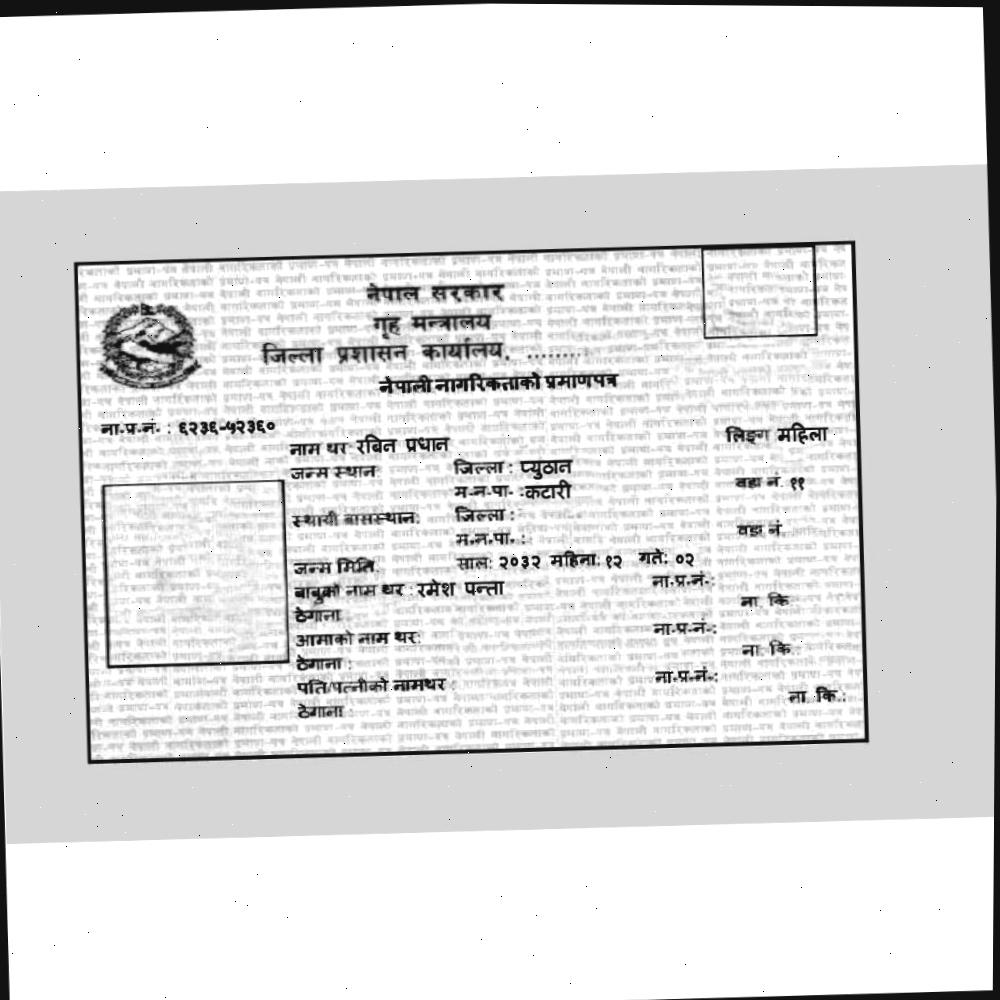 नेपाल सरकार
गृह मन्त्रालय
जिल्ला प्रशासन कार्यालय, ........
नेपाली नागरिकताको प्रमाणपत्र
ना.प्र.नं. : ६२३६-५२३६०
नाम थर रबिन प्रधान लिङ्ग महिला
जन्म स्थान जिल्ला : प्युठान
म.न.पा. :कटारी वडा नं. ११
स्थायी बासस्थान: जिल्ला :
म.न.पा. : वडा नं.
जन्म मिति साल: २०३२ महिना: १२ गते: ०२
बाबुको नाम थर : रमेश पन्ता ना.प्र.नं.:
ठेगाना ना. कि
आमाको नाम थर: ना.प्र.नं.:
ठेगाना : ना. कि.:
पति/पत्नीको नामथर : ना.प्र.नं.:
ठेगाना : ना. कि.: